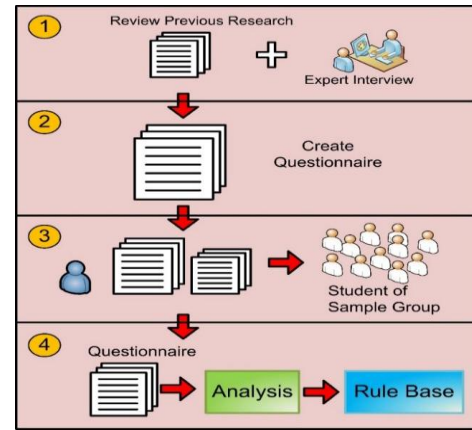 1
Review Previous Research
Expert Interview
2
Create
Questionnaire
3
Student of
Sample Group
4
Questionnaire
Analysis
Rule Base